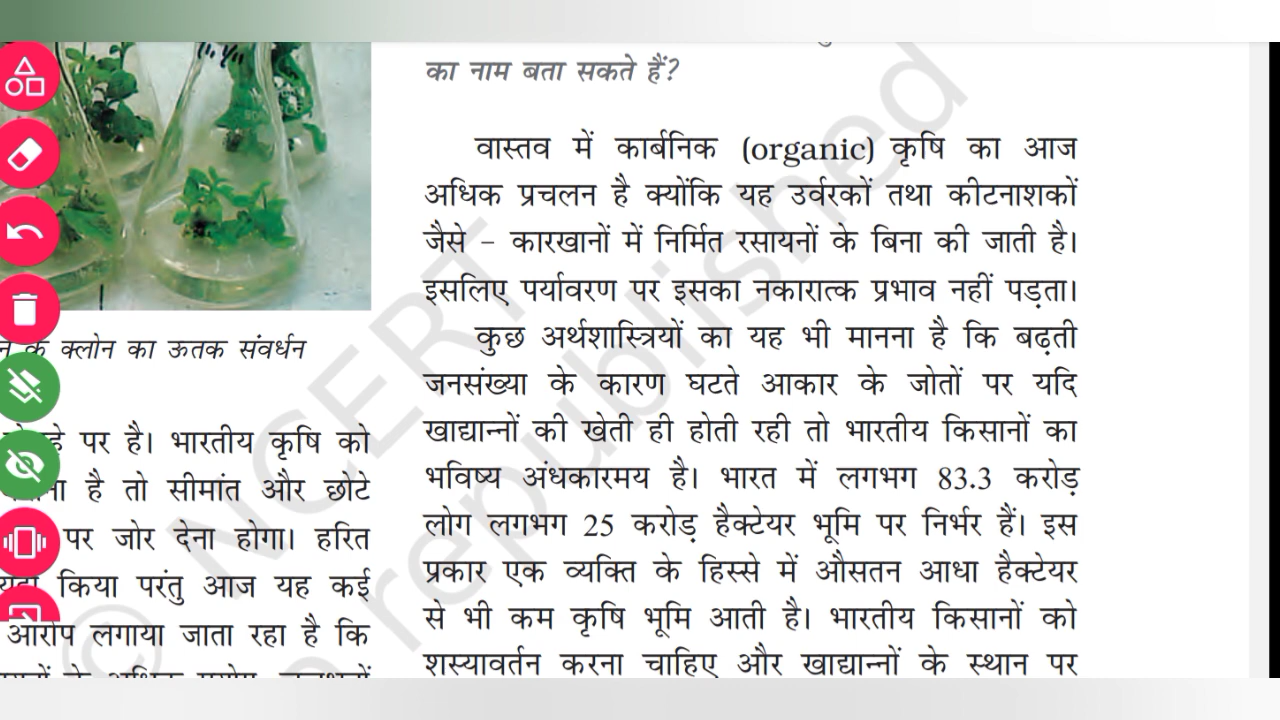 के क्लोन का ऊतक संवर्धन
पर है। भारतीय कृषि को
है तो सीमांत और छोटे
पर जोर देना होगा। हरित
किया परंतु आज यह कई
आरोप लगाया जाता रहा है कि
का नाम बता सकते हैं?
वास्तव में कार्बनिक (organic) कृषि का आज
अधिक प्रचलन है क्योंकि यह उर्वरकों तथा कीटनाशकों
जैसे – कारखानों में निर्मित रसायनों के बिना की जाती है।
इसलिए पर्यावरण पर इसका नकारात्क प्रभाव नहीं पड़ता।
कुछ अर्थशास्त्रियों का यह भी मानना है कि बढ़ती
जनसंख्या के कारण घटते आकार के जोतों पर यदि
खाद्यान्नों की खेती ही होती रही तो भारतीय किसानों का
भविष्य अंधकारमय है। भारत में लगभग 83.3 करोड़
लोग लगभग 25 करोड़ हैक्टेयर भूमि पर निर्भर हैं। इस
प्रकार एक व्यक्ति के हिस्से में औसतन आधा हैक्टेयर
से भी कम कृषि भूमि आती है। भारतीय किसानों को
शस्यावर्तन करना चाहिए और खाद्यान्नों के स्थान पर
© NCERT
republished